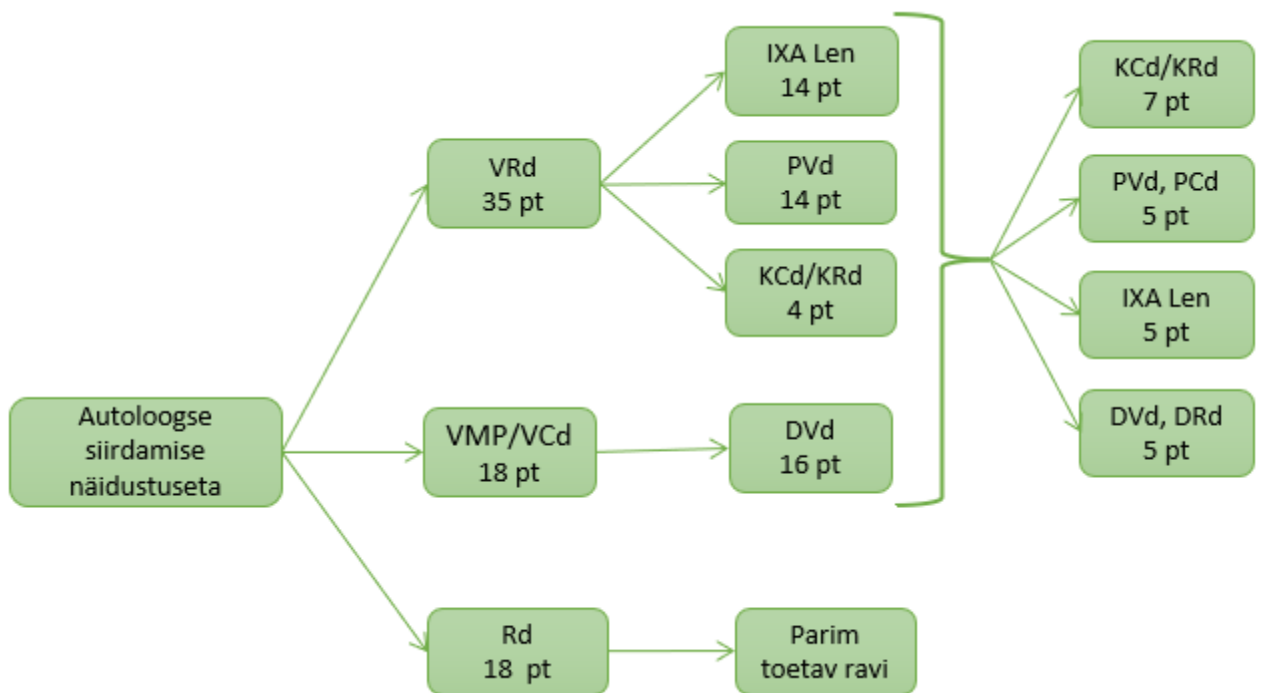 Autoloogse
siirdamise
näidustuseta
VRd
35 pt
VMP/VCd
18 pt
Rd
18 pt
IXA Len
14 pt
PVd
14 pt
KCd/KRd
4 pt
DVd
16 pt
Parim
toetav ravi
KCd/KRd
7 pt
PVd, PCd
5 pt
IXA Len
5 pt
DVd, DRd
5 pt